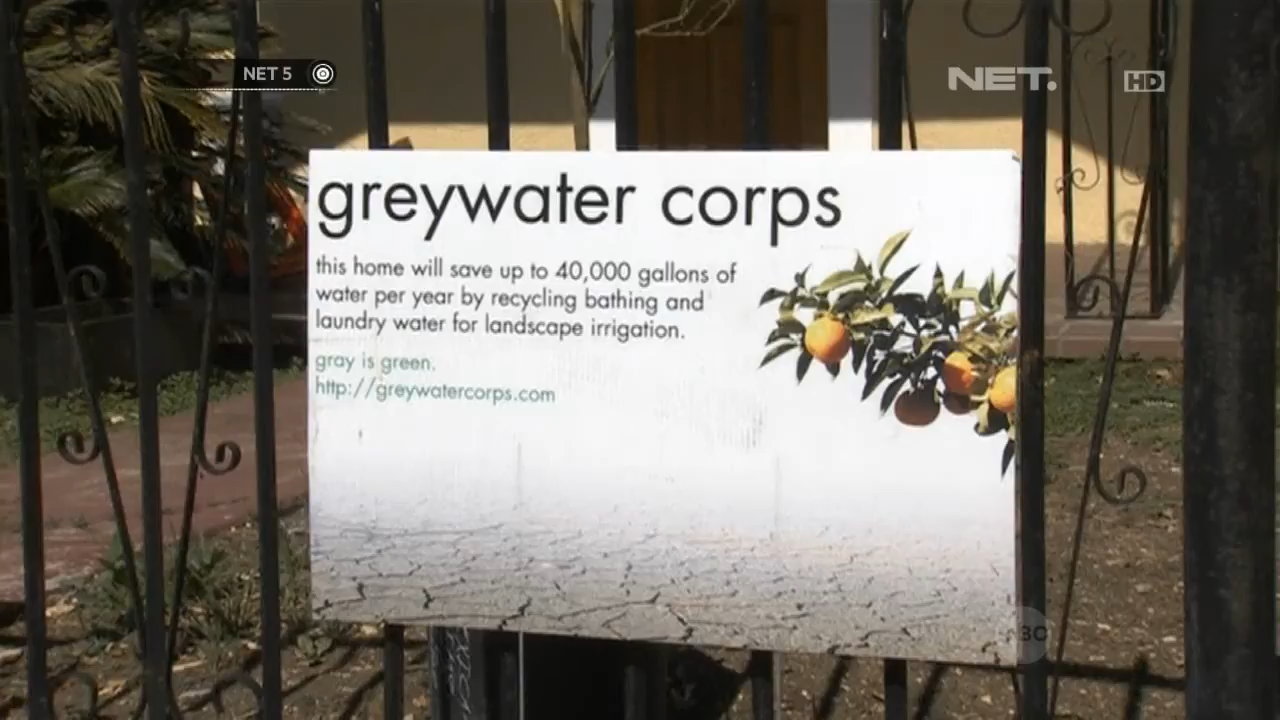 NET 5
NET. HD
greywater corps
this home will save up to 40,000 gallons of
water per year by recycling bathing and
laundry water for landscape irrigation.
gray is green.
http://greywatercorps.com